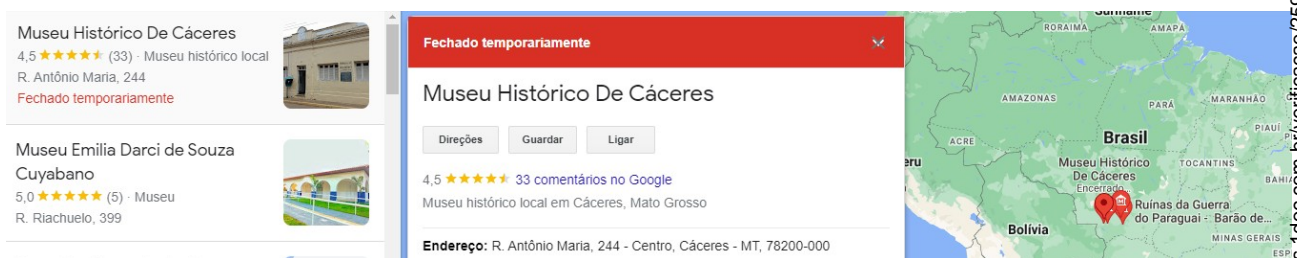 Museu Histórico De Cáceres
4,5 ★★★★★ (33) · Museu histórico local
R. Antônio Maria, 244
Fechado temporariamente
Museu Emilia Darci de Souza
Cuyabano
5,0 ★★★★★ (5) · Museu
R. Riachuelo, 399
Fechado temporariamente
Museu Histórico De Cáceres
Direções
Guardar
Ligar
4,5 ★★★★★ 33 comentários no Google
Museu histórico local em Cáceres, Mato Grosso
Endereço: R. Antônio Maria, 244 - Centro, Cáceres - MT, 78200-000
Suriname
RORAIMA
AMAPÁ
AMAZONAS
PARÁ
MARANHÃO
PIAUÍ
ACRE
Brasil
Museu Histórico
De Cáceres
Encerrado...
TOCANTINS
BAHI
Ruínas da Guerra
do Paraguai - Barão de...
Bolívia
MINAS GERAIS